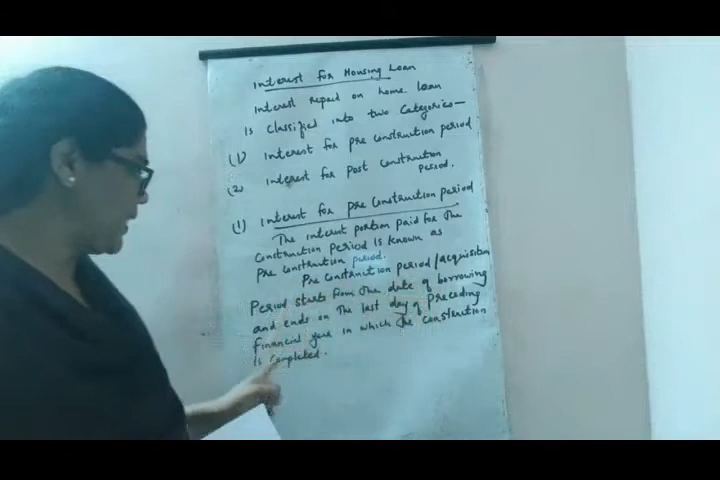 Interest for Housing Loan
Interest repaid on home loan
is classified into two categories—
(1) Interest for pre construction period
(2) Interest for post construction
period.
(1) Interest for pre construction period
The interest portion paid for the
construction period is known as
pre construction period.
Pre construction period/acquisition
Period starts from the date of borrowing
and ends on the last day of preceding
financial year in which the construction
is completed.